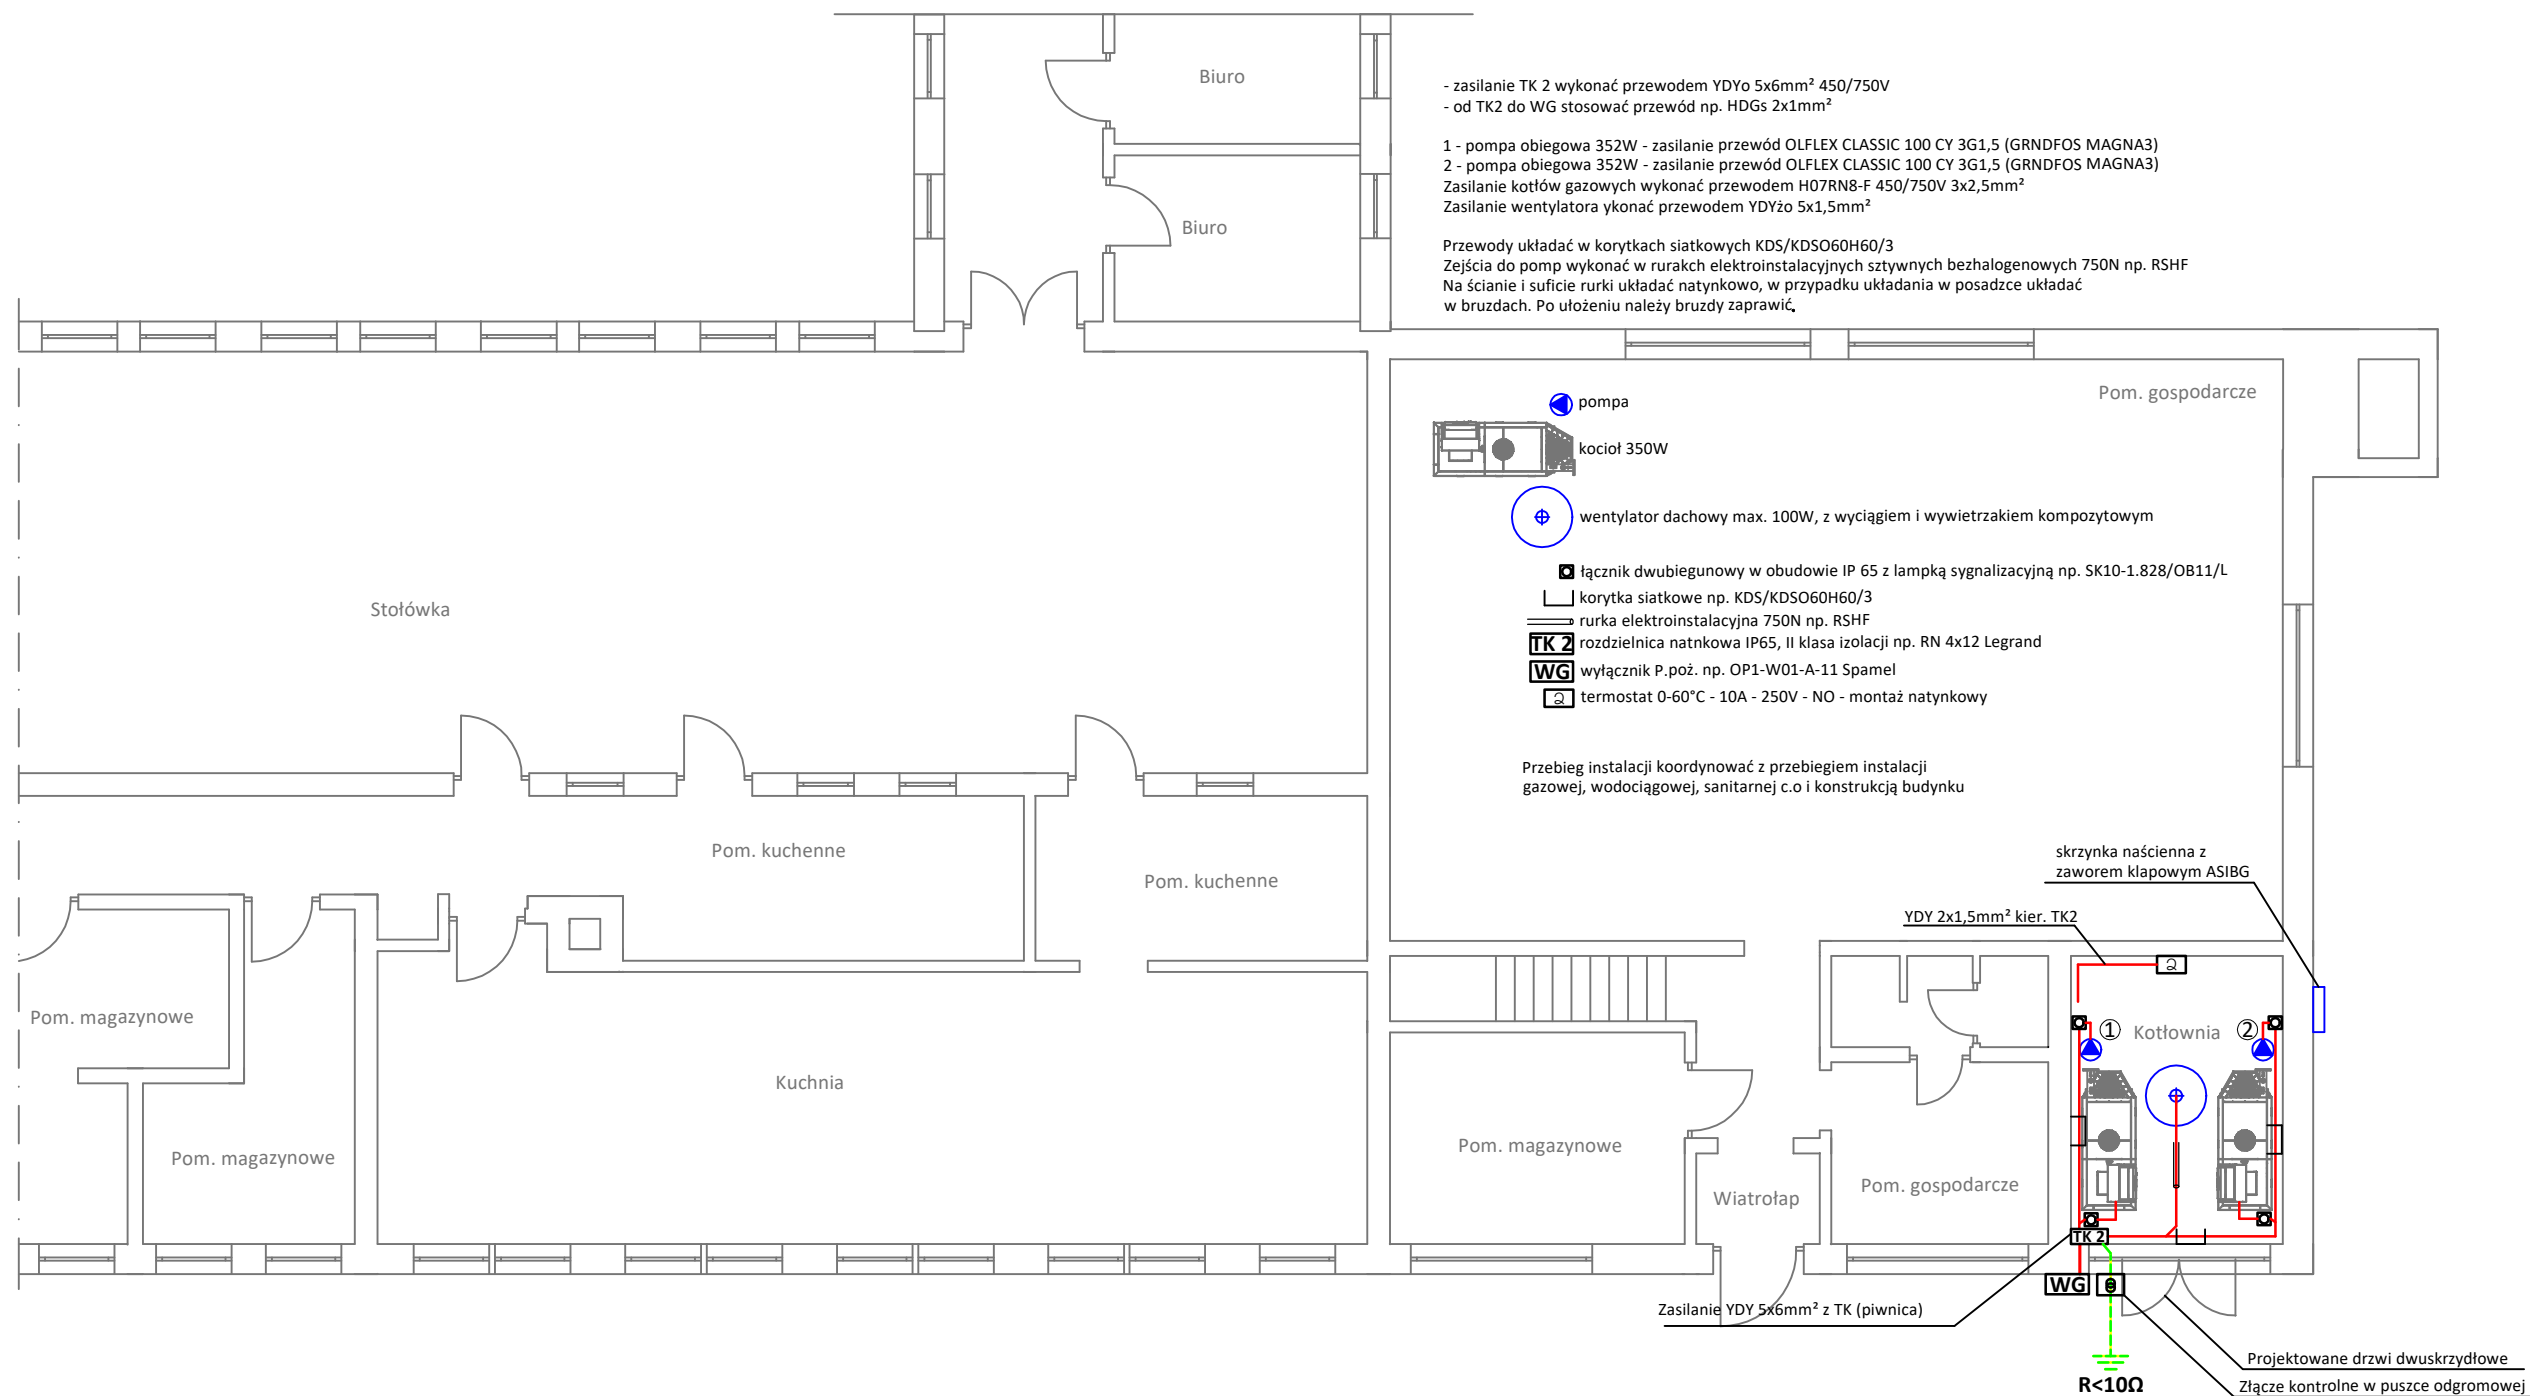 Biuro
Biuro
- zasilanie TK 2 wykonać przewodem YDYo 5x6mm² 450/750V
- od TK2 do WG stosować przewód np. HDGs 2x1mm²
1 - pompa obiegowa 352W - zasilanie przewód OLFLEX CLASSIC 100 CY 3G1,5 (GRNDFOS MAGNA3)
2 - pompa obiegowa 352W - zasilanie przewód OLFLEX CLASSIC 100 CY 3G1,5 (GRNDFOS MAGNA3)
Zasilanie kotłów gazowych wykonać przewodem H07RN8-F 450/750V 3x2,5mm²
Zasilanie wentylatora ykonać przewodem YDYżo 5x1,5mm²
Przewody układać w korytkach siatkowych KDS/KDSO60H60/3
Zejścia do pomp wykonać w rurakch elektroinstalacyjnych sztywnych bezhalogenowych 750N np. RSHF
Na ścianie i suficie rurki układać natynkowo, w przypadku układania w posadzce układać
w bruzdach. Po ułożeniu należy bruzdy zaprawić.
Pom. gospodarcze
pompa
kocioł 350W
wentylator dachowy max. 100W, z wyciągiem i wywietrzakiem kompozytowym
łącznik dwubiegunowy w obudowie IP 65 z lampką sygnalizacyjną np. SK10-1.828/OB11/L
korytka siatkowe np. KDS/KDSO60H60/3
rurka elektroinstalacyjna 750N np. RSHF
TK 2 rozdzielnica natnkowa IP65, II klasa izolacji np. RN 4x12 Legrand
WG wyłącznik P.poż. np. OP1-W01-A-11 Spamel
2 termostat 0-60°C - 10A - 250V - NO - montaż natynkowy
Stołówka
Przebieg instalacji koordynować z przebiegiem instalacji
gazowej, wodociągowej, sanitarnej c.o i konstrukcją budynku
Pom. kuchenne
Pom. kuchenne
skrzynka naścienna z
zaworem klapowym ASIBG
YDY 2x1,5mm² kier. TK2
2
Pom. magazynowe
1
2
Kotłownia
Kuchnia
Pom. magazynowe
Pom. magazynowe
Wiatrołap
Pom. gospodarcze
TK 2
WG
Zasilanie YDY 5x6mm² z TK (piwnica)
Projektowane drzwi dwuskrzydłowe
R<10Ω
Złącze kontrolne w puszce odgromowej